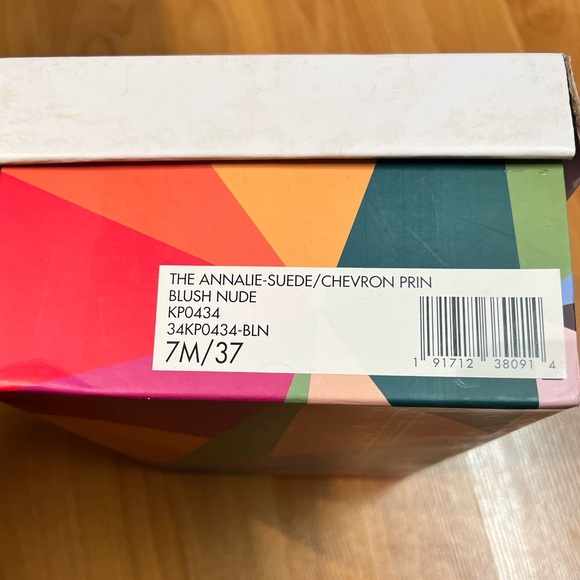 THE ANNALIE-SUEDE/CHEVRON PRIN
BLUSH NUDE
KP0434
34KP0434-BLN
7M/37
1 91712 38091 4